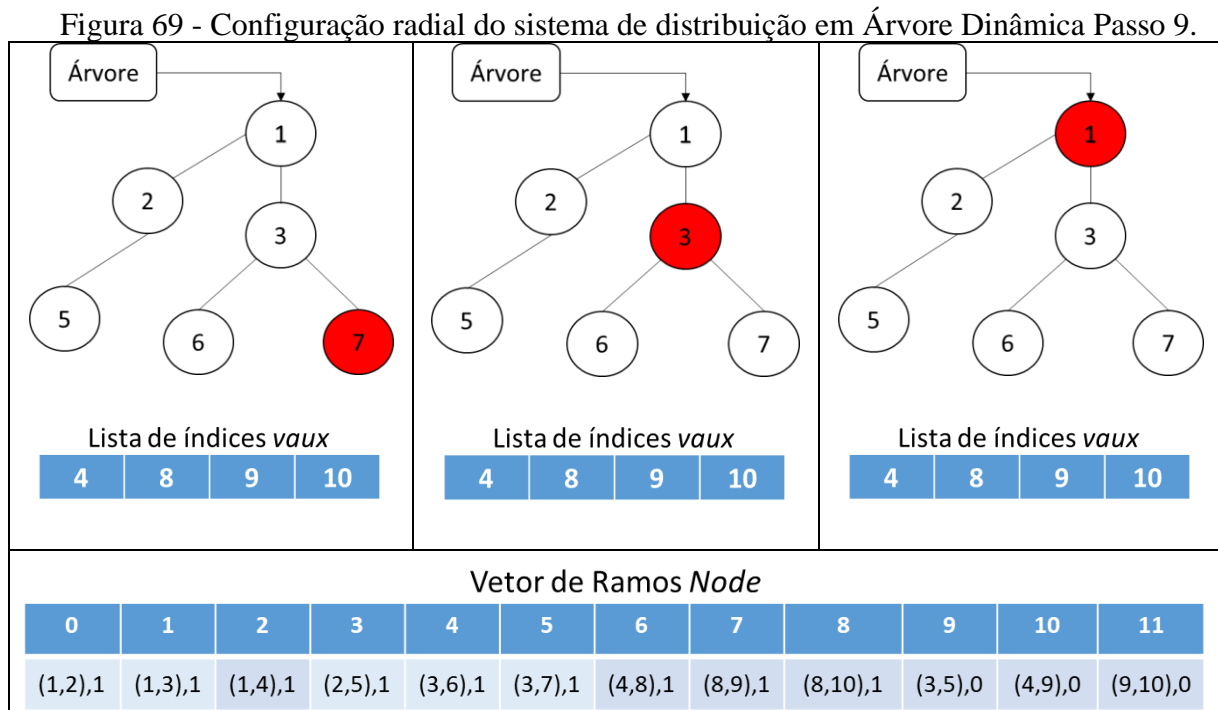 Figura 69 - Configuração radial do sistema de distribuição em Árvore Dinâmica Passo 9.
Árvore
1
2
3
5
6
7
Lista de índices vaux
4 8 9 10
Árvore
1
2
3
5
6
7
Lista de índices vaux
4 8 9 10
Árvore
1
2
3
5
6
7
Lista de índices vaux
4 8 9 10
Vetor de Ramos Node
0 1 2 3 4 5 6 7 8 9 10 11
(1,2),1 (1,3),1 (1,4),1 (2,5),1 (3,6),1 (3,7),1 (4,8),1 (8,9),1 (8,10),1 (3,5),0 (4,9),0 (9,10),0